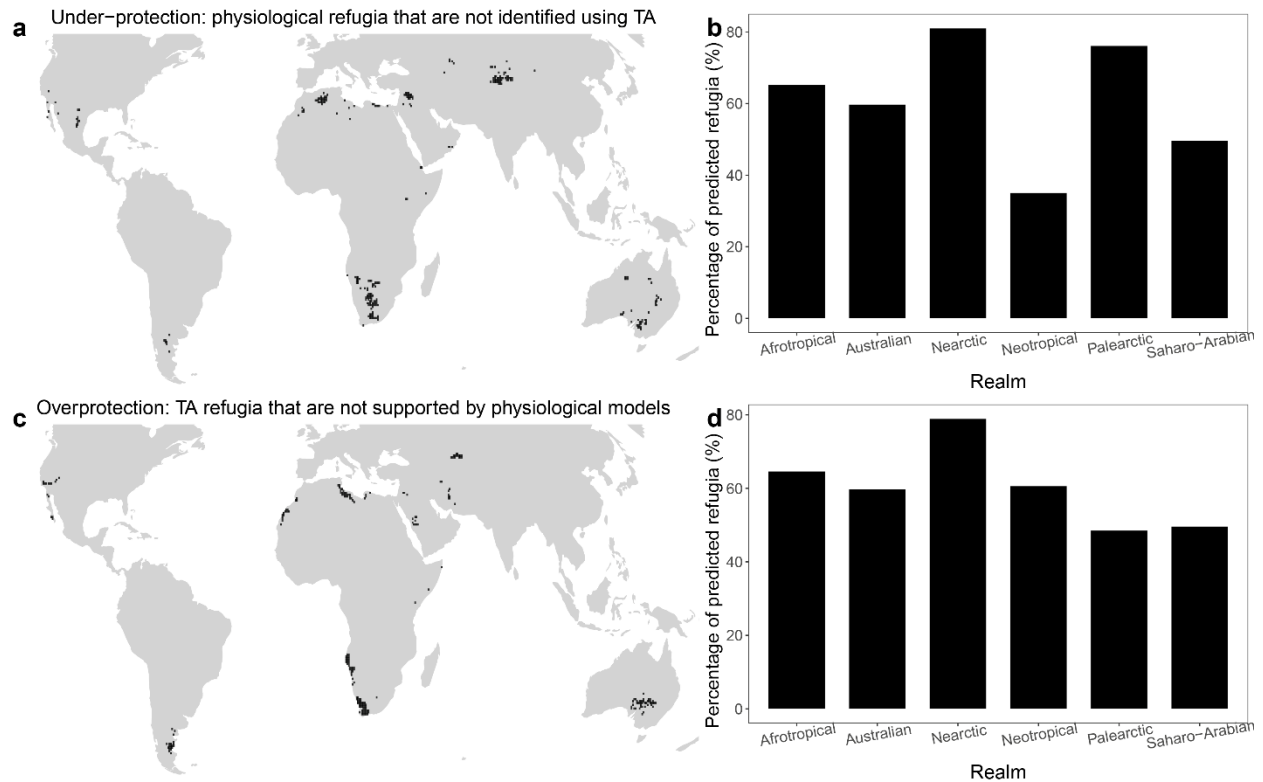 a
Under−protection: physiological refugia that are not identified using TA
b
Percentage of predicted refugia (%)
80
60
40
20
0
Afrotropical
Australian
Nearctic
Neotropical
Palearctic
Saharo−Arabian
Realm
c
Overprotection: TA refugia that are not supported by physiological models
d
Percentage of predicted refugia (%)
80
60
40
20
0
Afrotropical
Australian
Nearctic
Neotropical
Palearctic
Saharo−Arabian
Realm